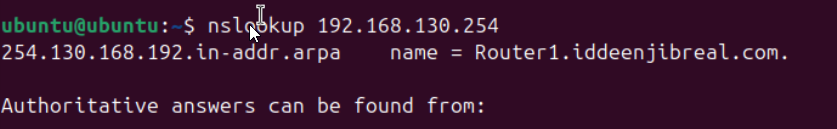 ubuntu@ubuntu:~$ nslookup 192.168.130.254
254.130.168.192.in-addr.arpa    name = Router1.iddeenjibreal.com.
Authoritative answers can be found from: